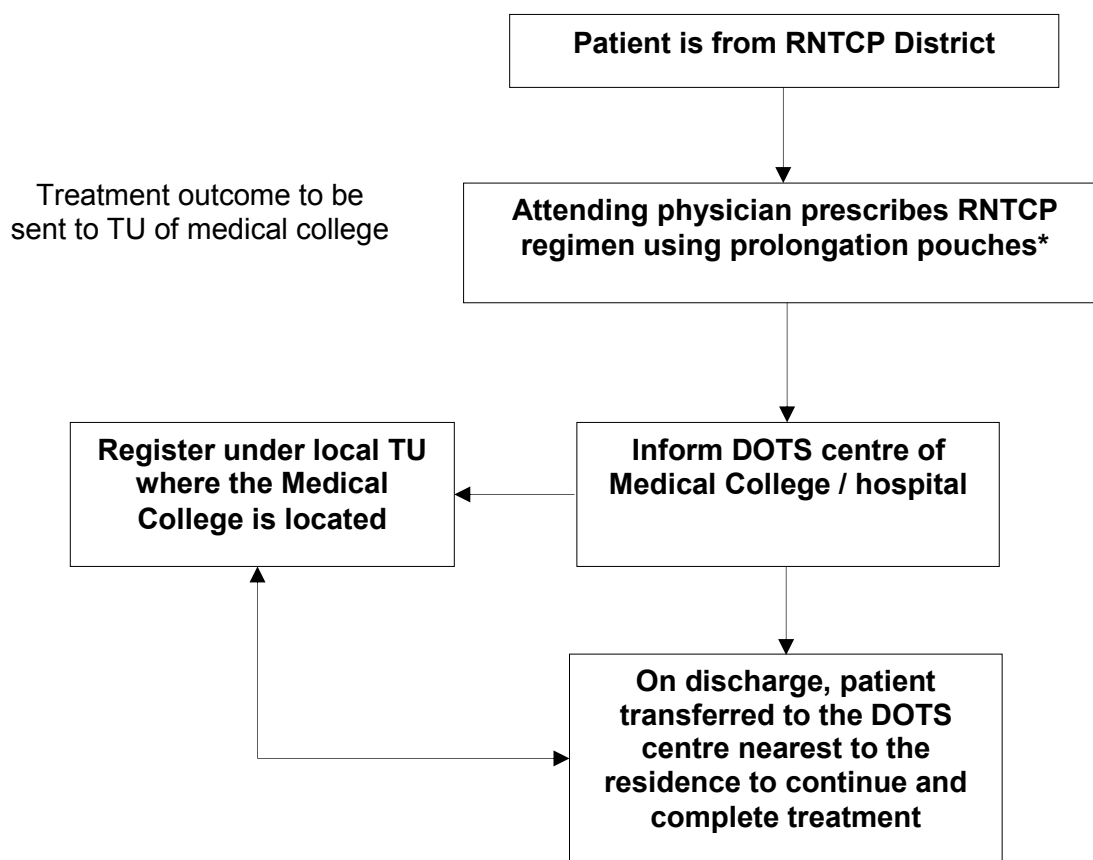 Patient is from RNTCP District
Treatment outcome to be
sent to TU of medical college
Attending physician prescribes RNTCP
regimen using prolongation pouches*
Register under local TU
where the Medical
College is located
Inform DOTS centre of
Medical College / hospital
On discharge, patient
transferred to the DOTS
centre nearest to the
residence to continue and
complete treatment